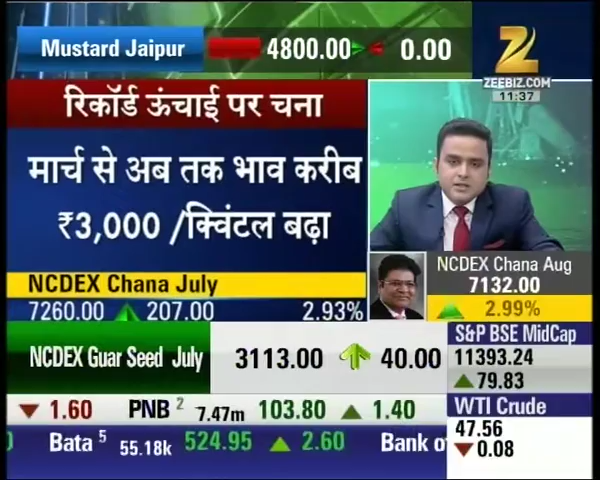 Mustard Jaipur 4800.00 0.00
ZEEBIZ.COM
11:37
रिकॉर्ड ऊंचाई पर चना
मार्च से अब तक भाव करीब
₹3,000 /क्विंटल बढ़ा
NCDEX Chana July
7260.00 207.00 2.93%
NCDEX Chana Aug
7132.00
2.99%
NCDEX Guar Seed July 3113.00 40.00
S&P BSE MidCap
11393.24
79.83
WTI Crude
47.56
0.08
1.60 PNB 2 7.47m 103.80 1.40
0 Bata 5 55.18k 524.95 2.60 Bank o